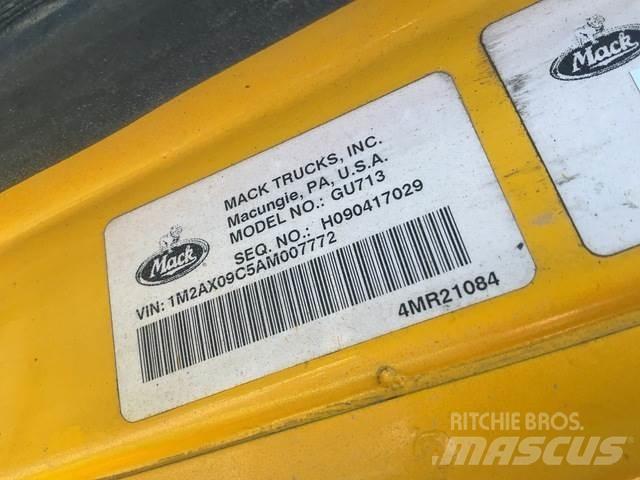 MACK TRUCKS, INC.
Macungie, PA, U.S.A.
MODEL NO.: GU713
SEQ. NO.: H090417029
Mack
VIN: 1M2AX09C5AM007772
4MR21084
Mack
RITCHIE BROS.
MASCUS